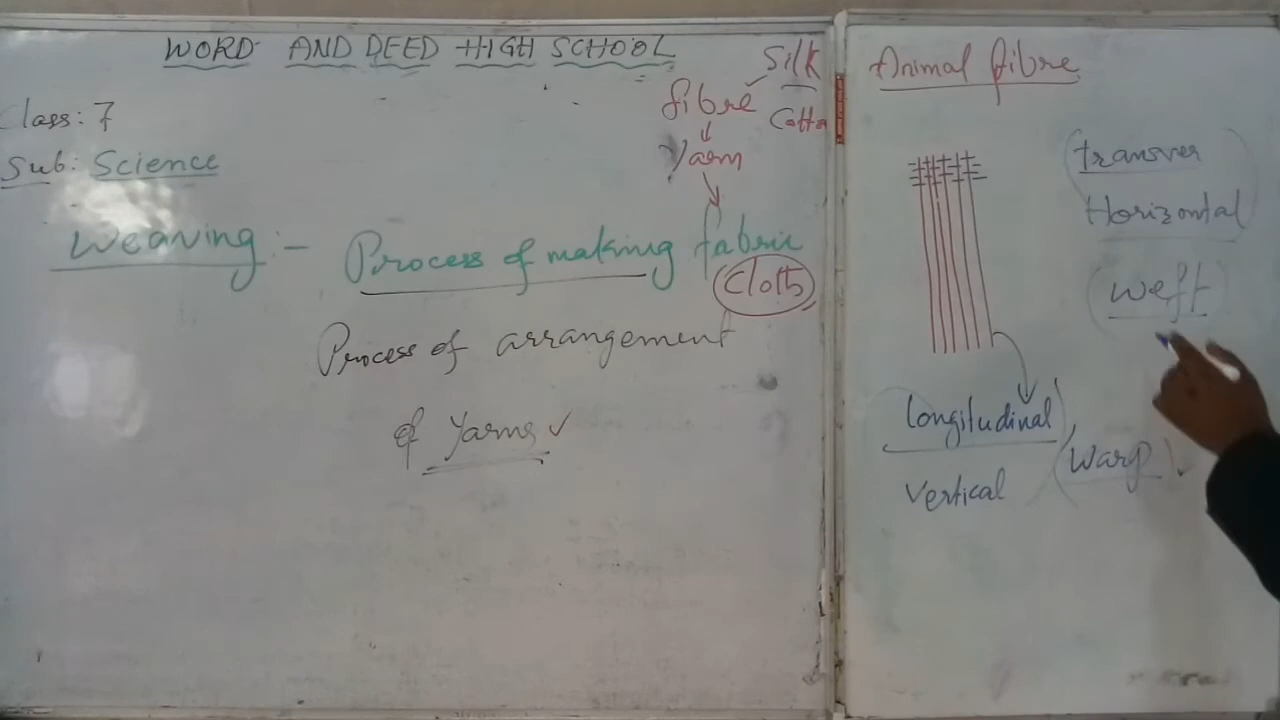 WORD AND DEED HIGH SCHOOL
Class: 7
Sub: Science
Silk
fibre
Yarn
Weaving :- Process of making fabric
Cloth
Process of arrangement
of Yarns ✓
Animal fibre
transver
Horizontal
(weft)
Longitudinal,
(Warp)
Vertical